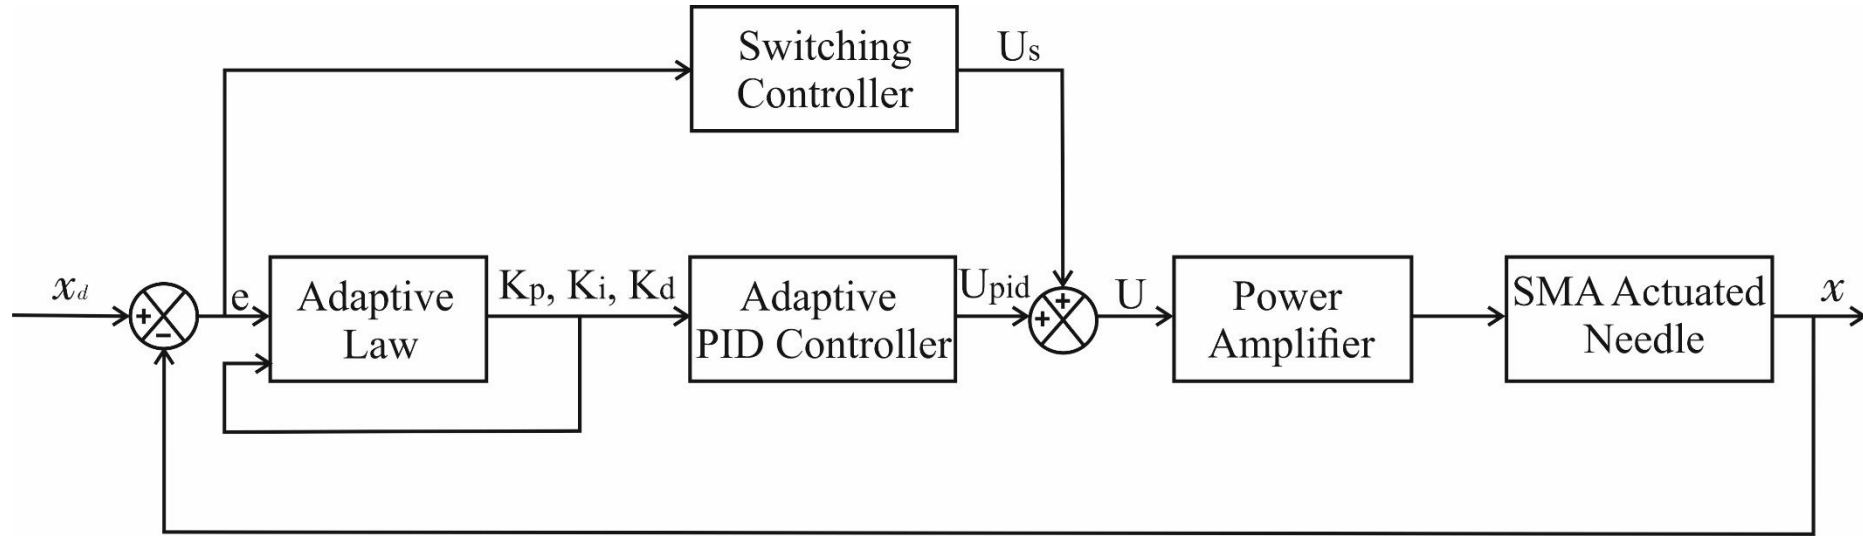 Switching
Controller
Us
xd
e
Adaptive
Law
Kp, Ki, Kd
Adaptive
PID Controller
Upid
U
Power
Amplifier
SMA Actuated
Needle
x
+
−
+
+